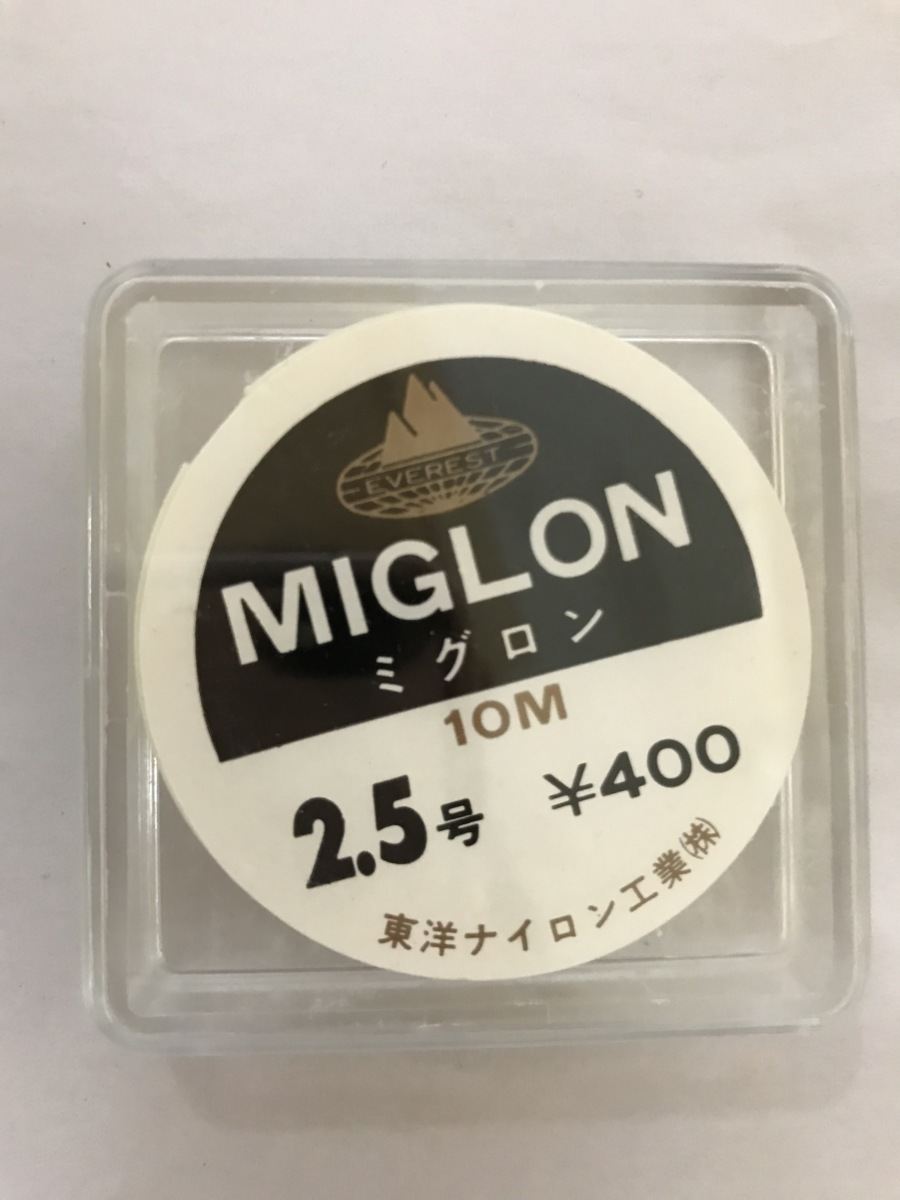 EVEREST
MIGLON
ミグロン
10M
2.5号 ¥400
東洋ナイロン工業㈱